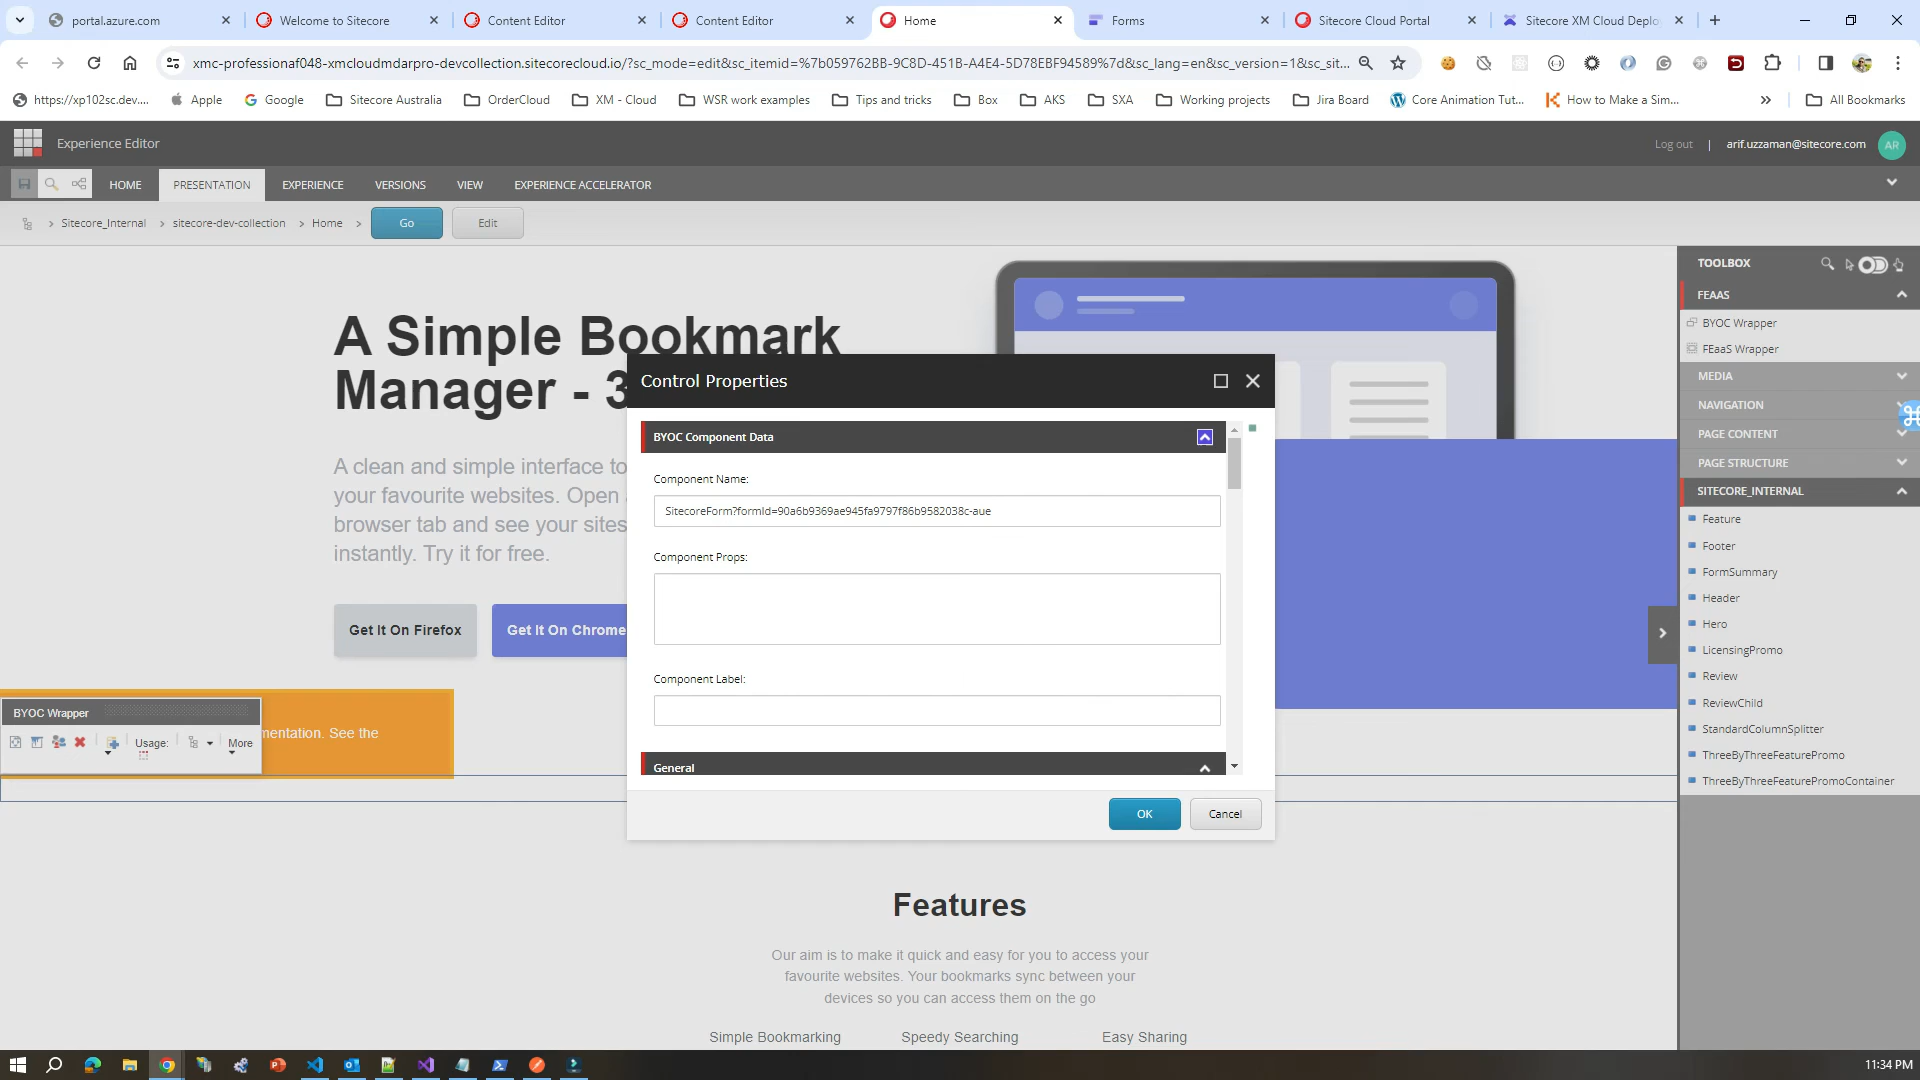 portal.azure.com
Welcome to Sitecore
Content Editor
Content Editor
Home
Forms
Sitecore Cloud Portal
Sitecore XM Cloud Deplo
xmc-professionaf048-xmcloudmdarpro-devcollection.sitecorecloud.io/?sc_mode=edit&sc_itemid=%7b059762BB-9C8D-451B-A4E4-5D78EBF94589%7d&sc_lang=en&sc_version=1&sc_sit...
https://xp102sc.dev....
Apple
Google
Sitecore Australia
OrderCloud
XM - Cloud
WSR work examples
Tips and tricks
Box
AKS
SXA
Working projects
Jira Board
Core Animation Tut...
How to Make a Sim...
All Bookmarks
Experience Editor
Log out | arif.uzzaman@sitecore.com
AR
HOME
PRESENTATION
EXPERIENCE
VERSIONS
VIEW
EXPERIENCE ACCELERATOR
Sitecore_Internal
sitecore-dev-collection
Home
Go
Edit
A Simple Bookmark
Manager - 3
A clean and simple interface to
your favourite websites. Open
browser tab and see your sites
instantly. Try it for free.
Get It On Firefox
Get It On Chrome
BYOC Wrapper
mentation. See the
Usage:
More
Control Properties
BYOC Component Data
Component Name:
SitecoreForm?formId=90a6b9369ae945fa9797f86b9582038c-aue
Component Props:
Component Label:
General
OK
Cancel
Features
Our aim is to make it quick and easy for you to access your
favourite websites. Your bookmarks sync between your
devices so you can access them on the go
Simple Bookmarking
Speedy Searching
Easy Sharing
TOOLBOX
FEAAS
BYOC Wrapper
FEaaS Wrapper
MEDIA
NAVIGATION
PAGE CONTENT
PAGE STRUCTURE
SITECORE_INTERNAL
Feature
Footer
FormSummary
Header
Hero
LicensingPromo
Review
ReviewChild
StandardColumnSplitter
ThreeByThreeFeaturePromo
ThreeByThreeFeaturePromoContainer
11:34 PM